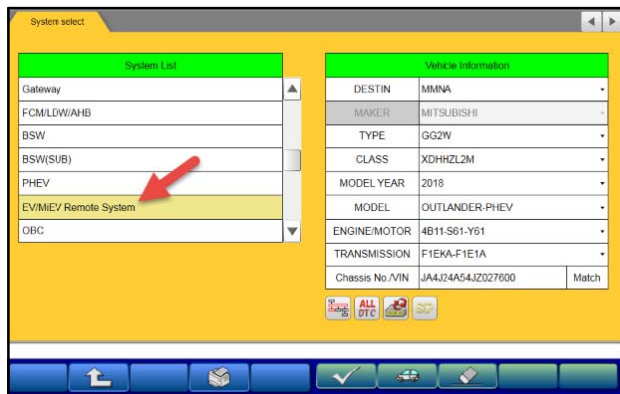 System select
System List
Gateway
FCM/LDW/AHB
BSW
BSW(SUB)
PHEV
EV/MiEV Remote System
OBC
Vehicle Information
DESTIN MMNA
MAKER MITSUBISHI
TYPE GG2W
CLASS XDHHZL2M
MODEL YEAR 2018
MODEL OUTLANDER-PHEV
ENGINE/MOTOR 4B11-S61-Y61
TRANSMISSION F1EKA-F1E1A
Chassis No./VIN JA4J24A54JZ027600 Match
ALL
DTC